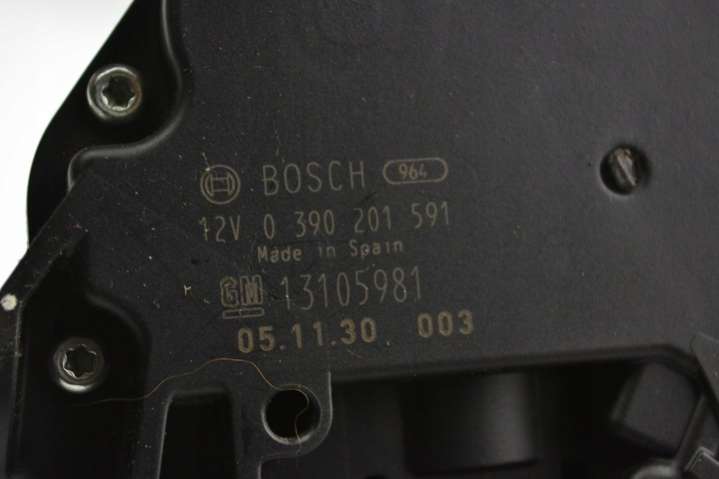 BOSCH 964
12V 0 390 201 591
Made in Spain
GM 13105981
05.11.30 003